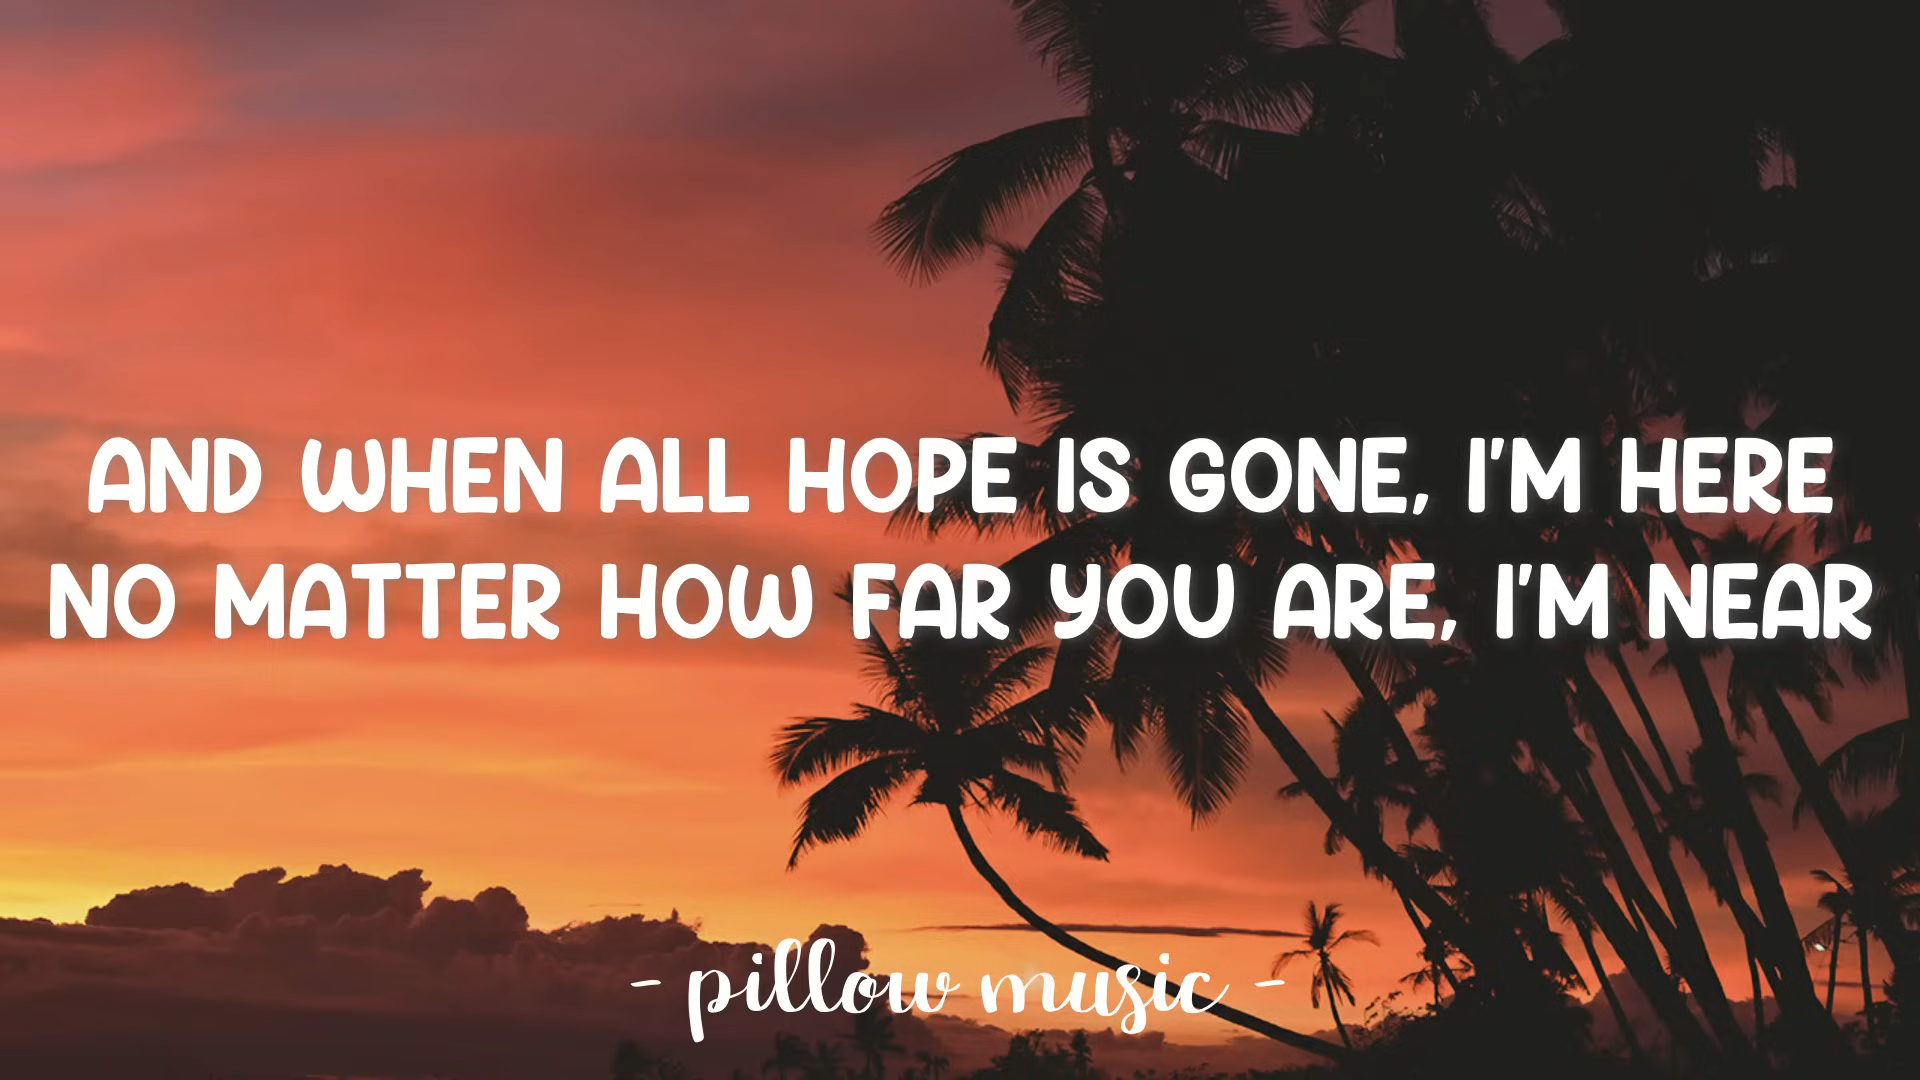 AND WHEN ALL HOPE IS GONE, I'M HERE
NO MATTER HOW FAR YOU ARE, I'M NEAR
- pillow music -